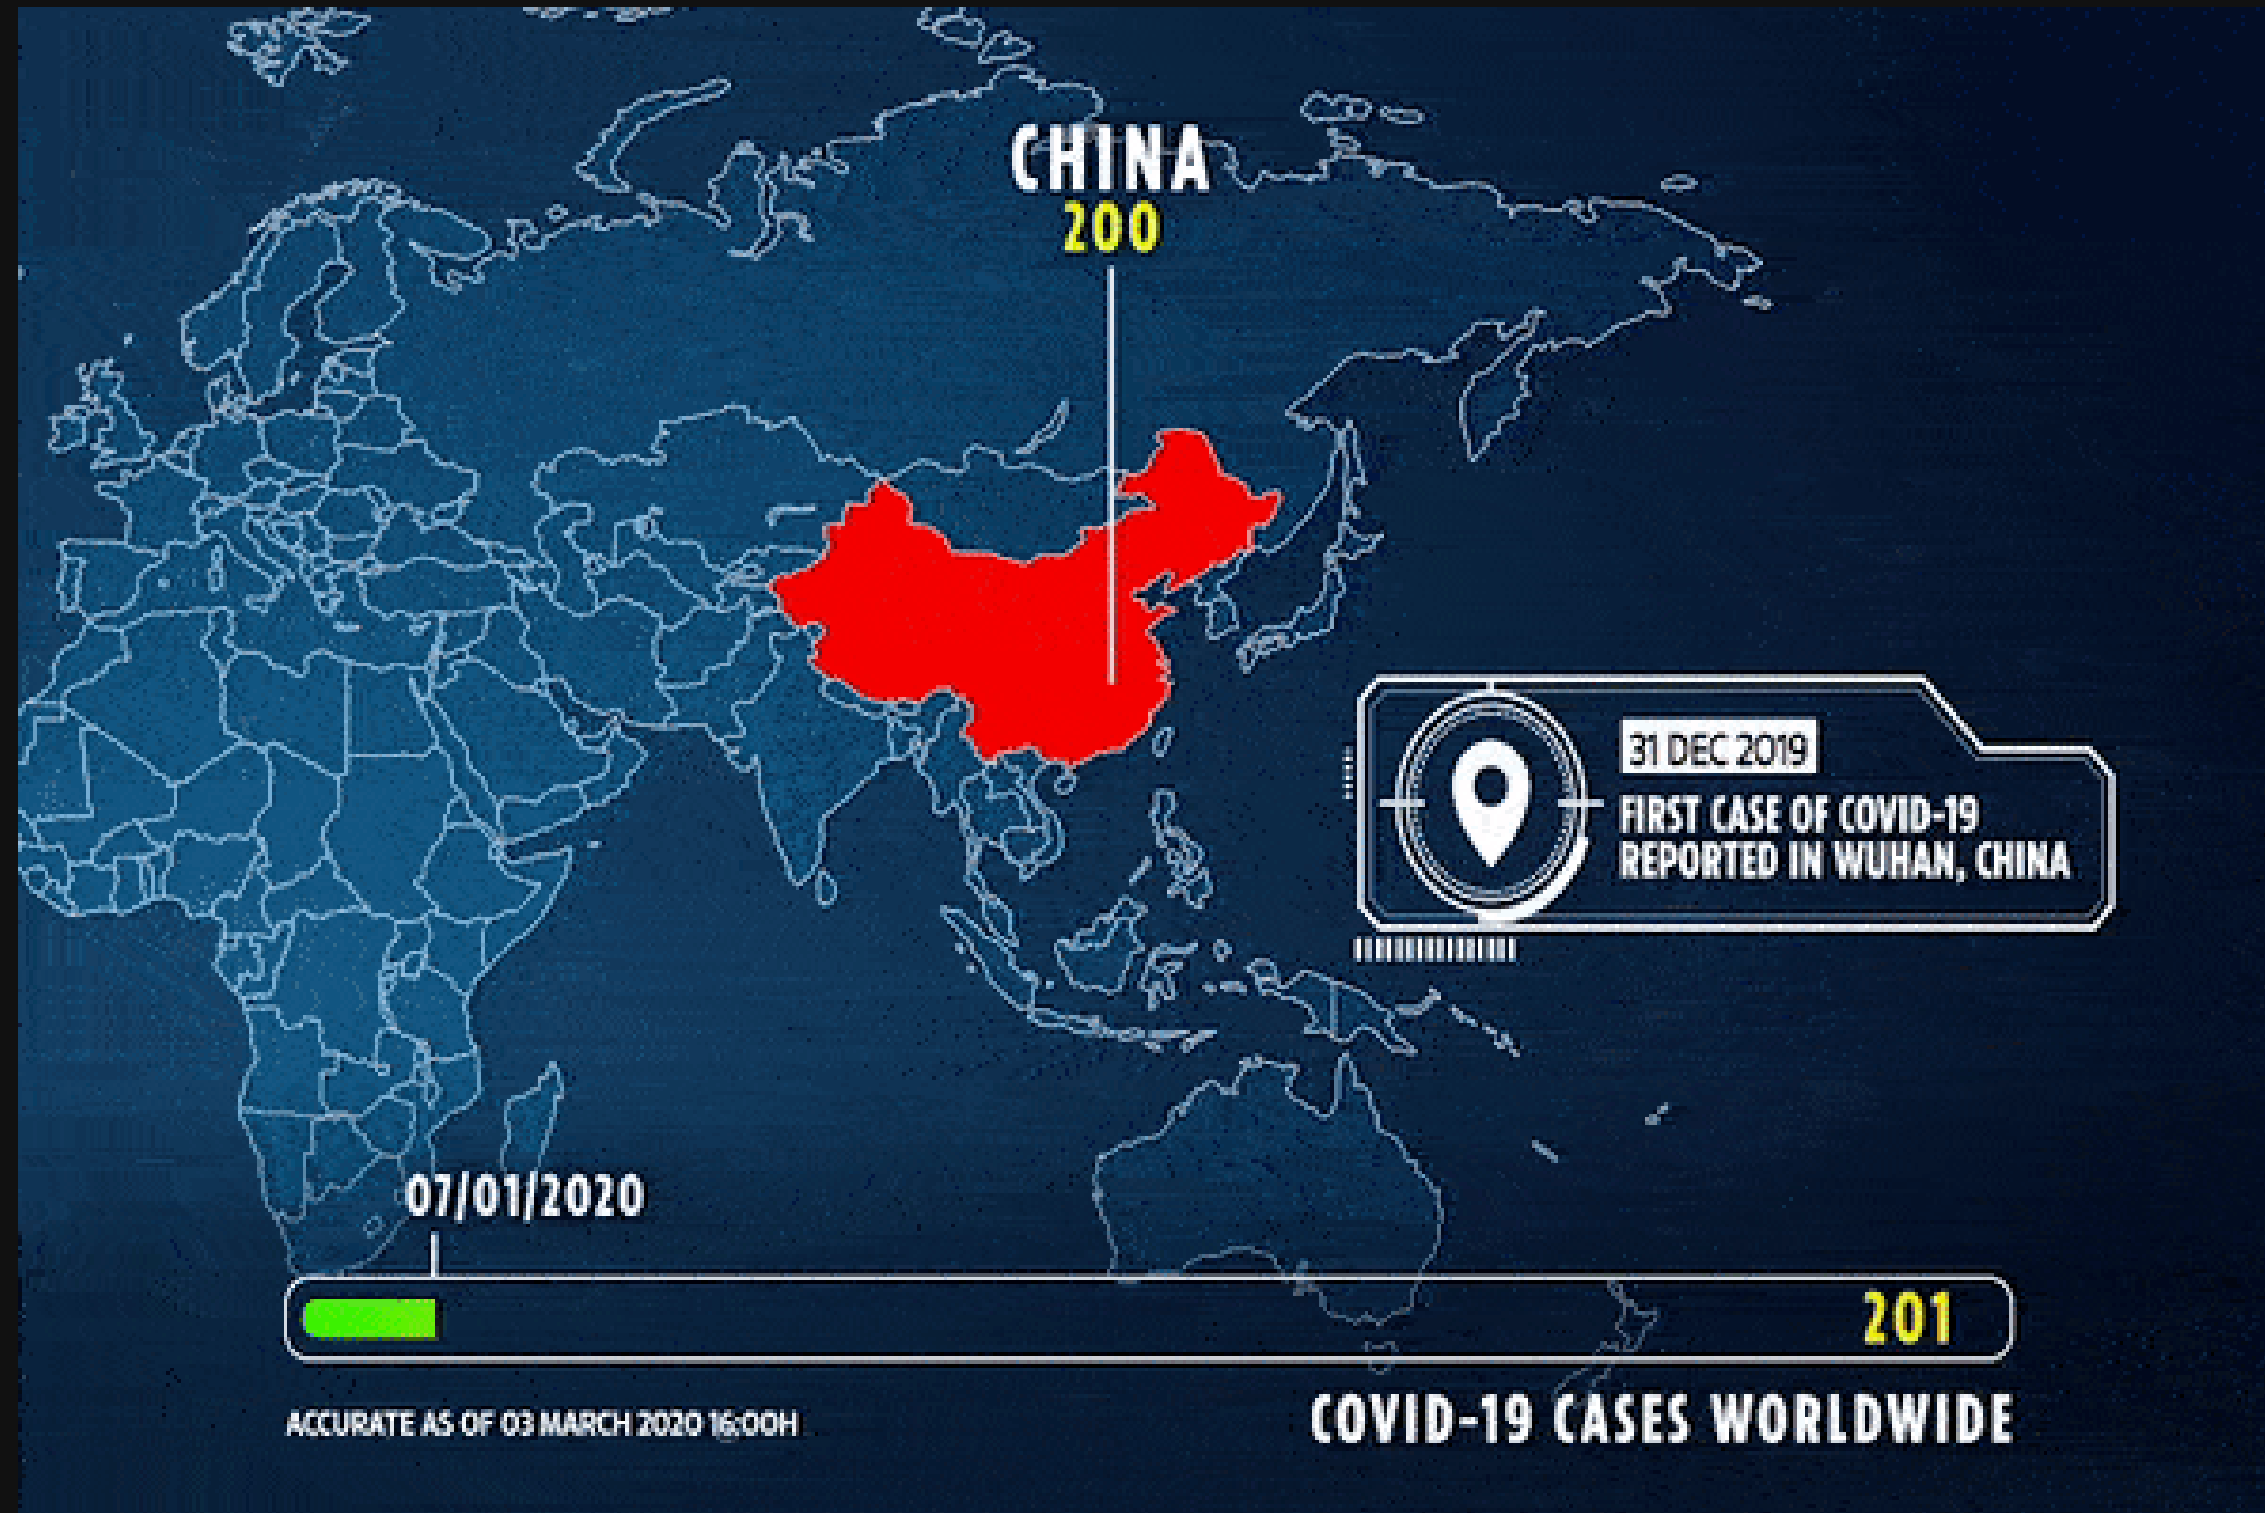 CHINA
200
31 DEC 2019
FIRST CASE OF COVID-19
REPORTED IN WUHAN, CHINA
07/01/2020
201
ACCURATE AS OF 03 MARCH 2020 16:00H
COVID-19 CASES WORLDWIDE